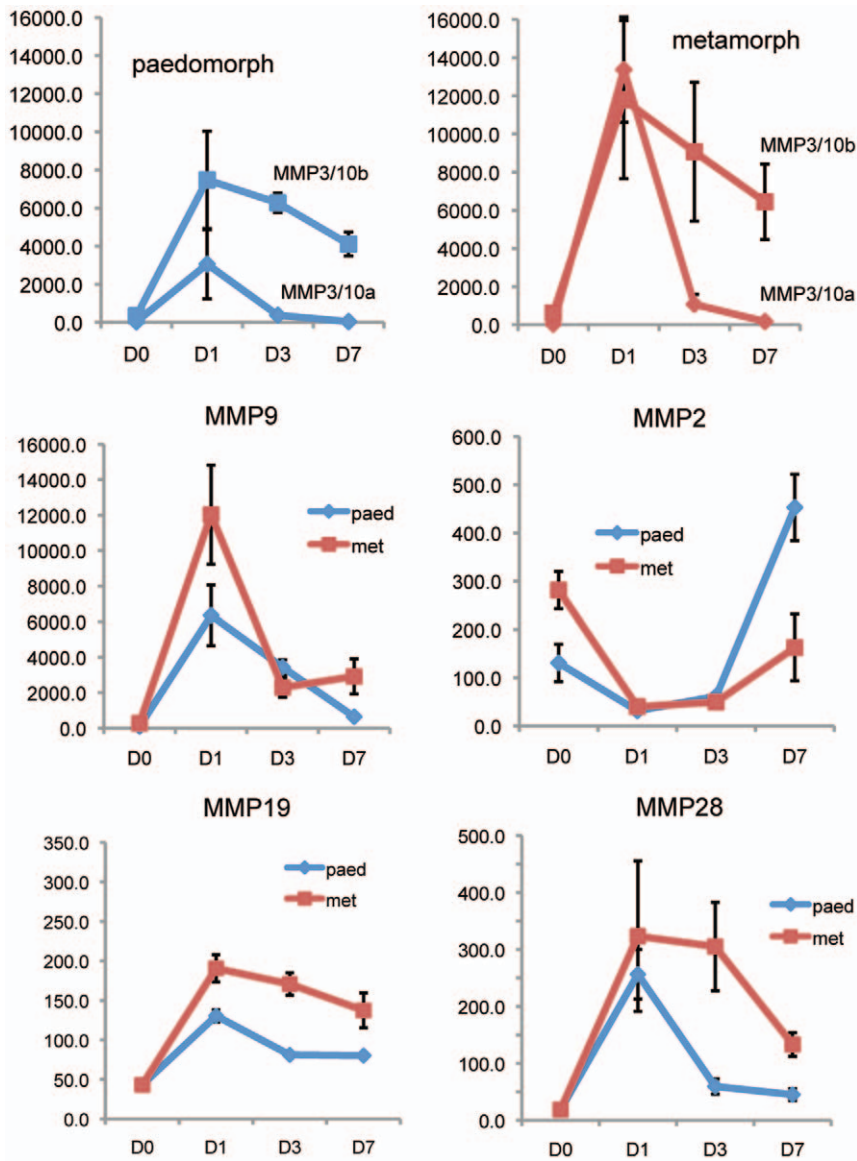 paedomorph
16000.0
14000.0
12000.0
10000.0
8000.0
6000.0
4000.0
2000.0
0.0
MMP3/10b
MMP3/10a
D0 D1 D3 D7
metamorph
16000.0
14000.0
12000.0
10000.0
8000.0
6000.0
4000.0
2000.0
0.0
MMP3/10b
MMP3/10a
D0 D1 D3 D7
MMP9
16000.0
14000.0
12000.0
10000.0
8000.0
6000.0
4000.0
2000.0
0.0
paed
met
D0 D1 D3 D7
MMP2
600.0
500.0
400.0
300.0
200.0
100.0
0.0
paed
met
D0 D1 D3 D7
MMP19
350.0
300.0
250.0
200.0
150.0
100.0
50.0
0.0
paed
met
D0 D1 D3 D7
MMP28
500.0
400.0
300.0
200.0
100.0
0.0
paed
met
D0 D1 D3 D7